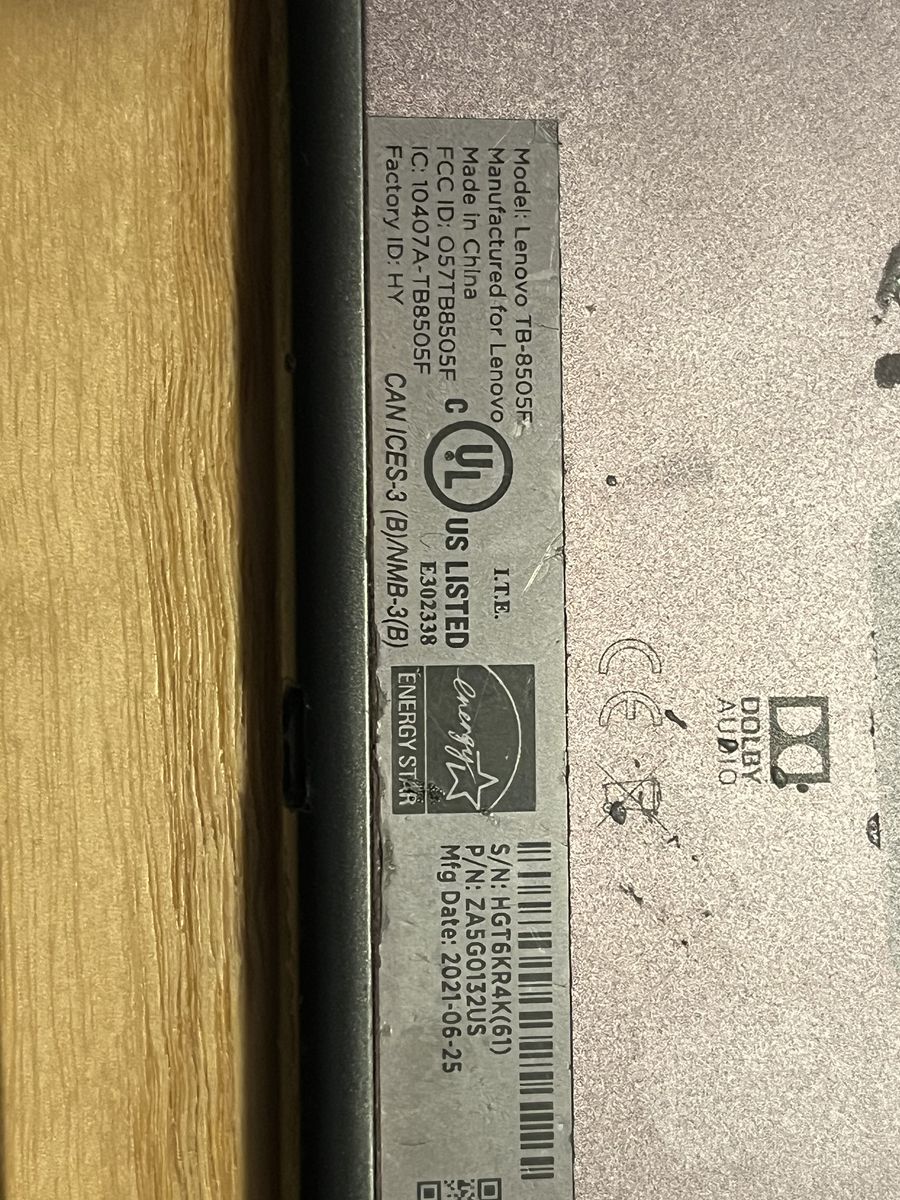 Model: Lenovo TB-8505F
Manufactured for Lenovo
Made in China
FCC ID: O57TB8505F
IC: 10407A-TB8505F
Factory ID: HY
I.T.E.
C UL US LISTED
E302338
CAN ICES-3 (B)/NMB-3(B)
energy
ENERGY STAR
S/N: HGT6KR4K(61)
P/N: ZA5G0132US
Mfg Date: 2021-06-25
CE
DOLBY
AUDIO